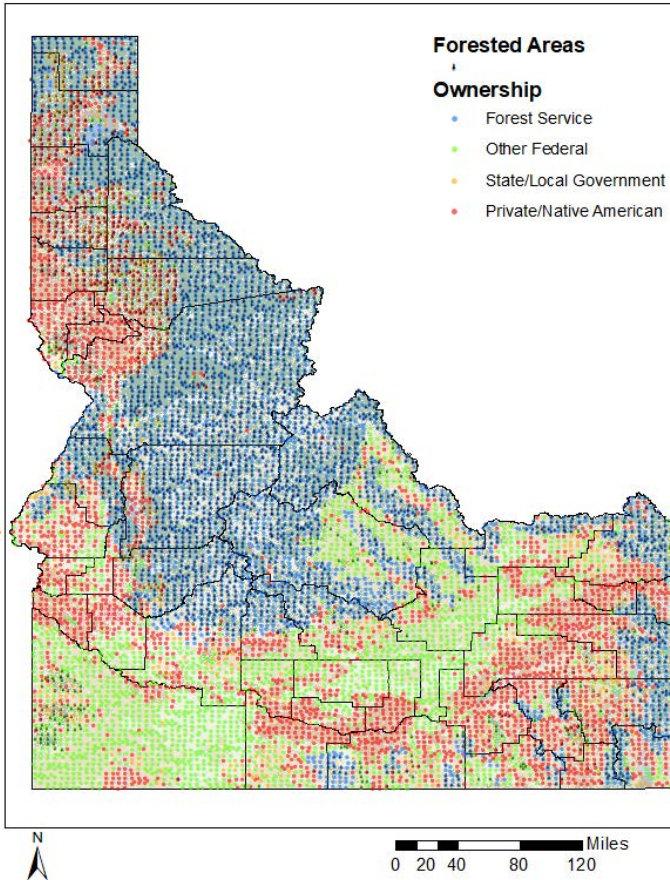 Forested Areas
Ownership
Forest Service
Other Federal
State/Local Government
Private/Native American
N
Miles
0 20 40 80 120